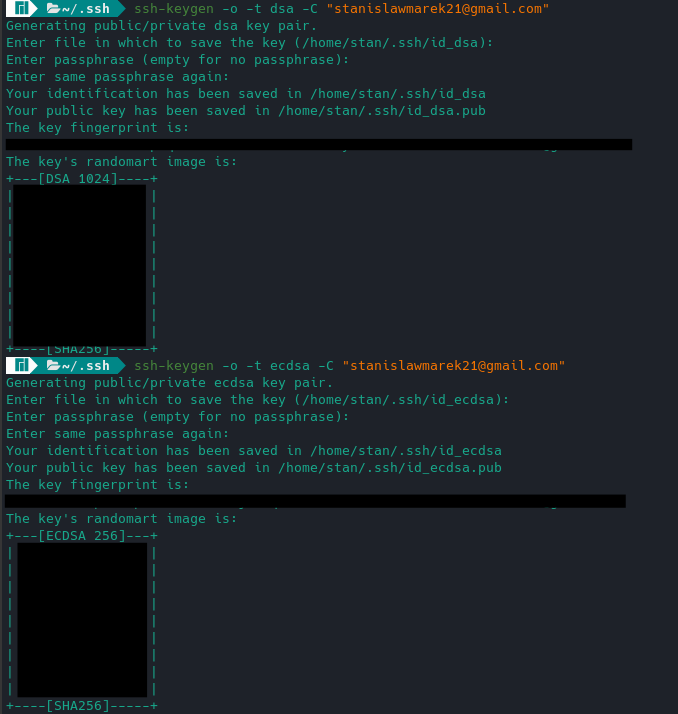 ~/.ssh ssh-keygen -o -t dsa -C "stanislawmarek21@gmail.com"
Generating public/private dsa key pair.
Enter file in which to save the key (/home/stan/.ssh/id_dsa):
Enter passphrase (empty for no passphrase):
Enter same passphrase again:
Your identification has been saved in /home/stan/.ssh/id_dsa
Your public key has been saved in /home/stan/.ssh/id_dsa.pub
The key fingerprint is:
The key's randomart image is:
+---[DSA 1024]----+
| |
| |
| |
| |
| |
| |
| |
| |
| |
+----[SHA256]-----+
~/.ssh ssh-keygen -o -t ecdsa -C "stanislawmarek21@gmail.com"
Generating public/private ecdsa key pair.
Enter file in which to save the key (/home/stan/.ssh/id_ecdsa):
Enter passphrase (empty for no passphrase):
Enter same passphrase again:
Your identification has been saved in /home/stan/.ssh/id_ecdsa
Your public key has been saved in /home/stan/.ssh/id_ecdsa.pub
The key fingerprint is:
The key's randomart image is:
+---[ECDSA 256]---+
| |
| |
| |
| |
| |
| |
| |
| |
| |
+----[SHA256]-----+